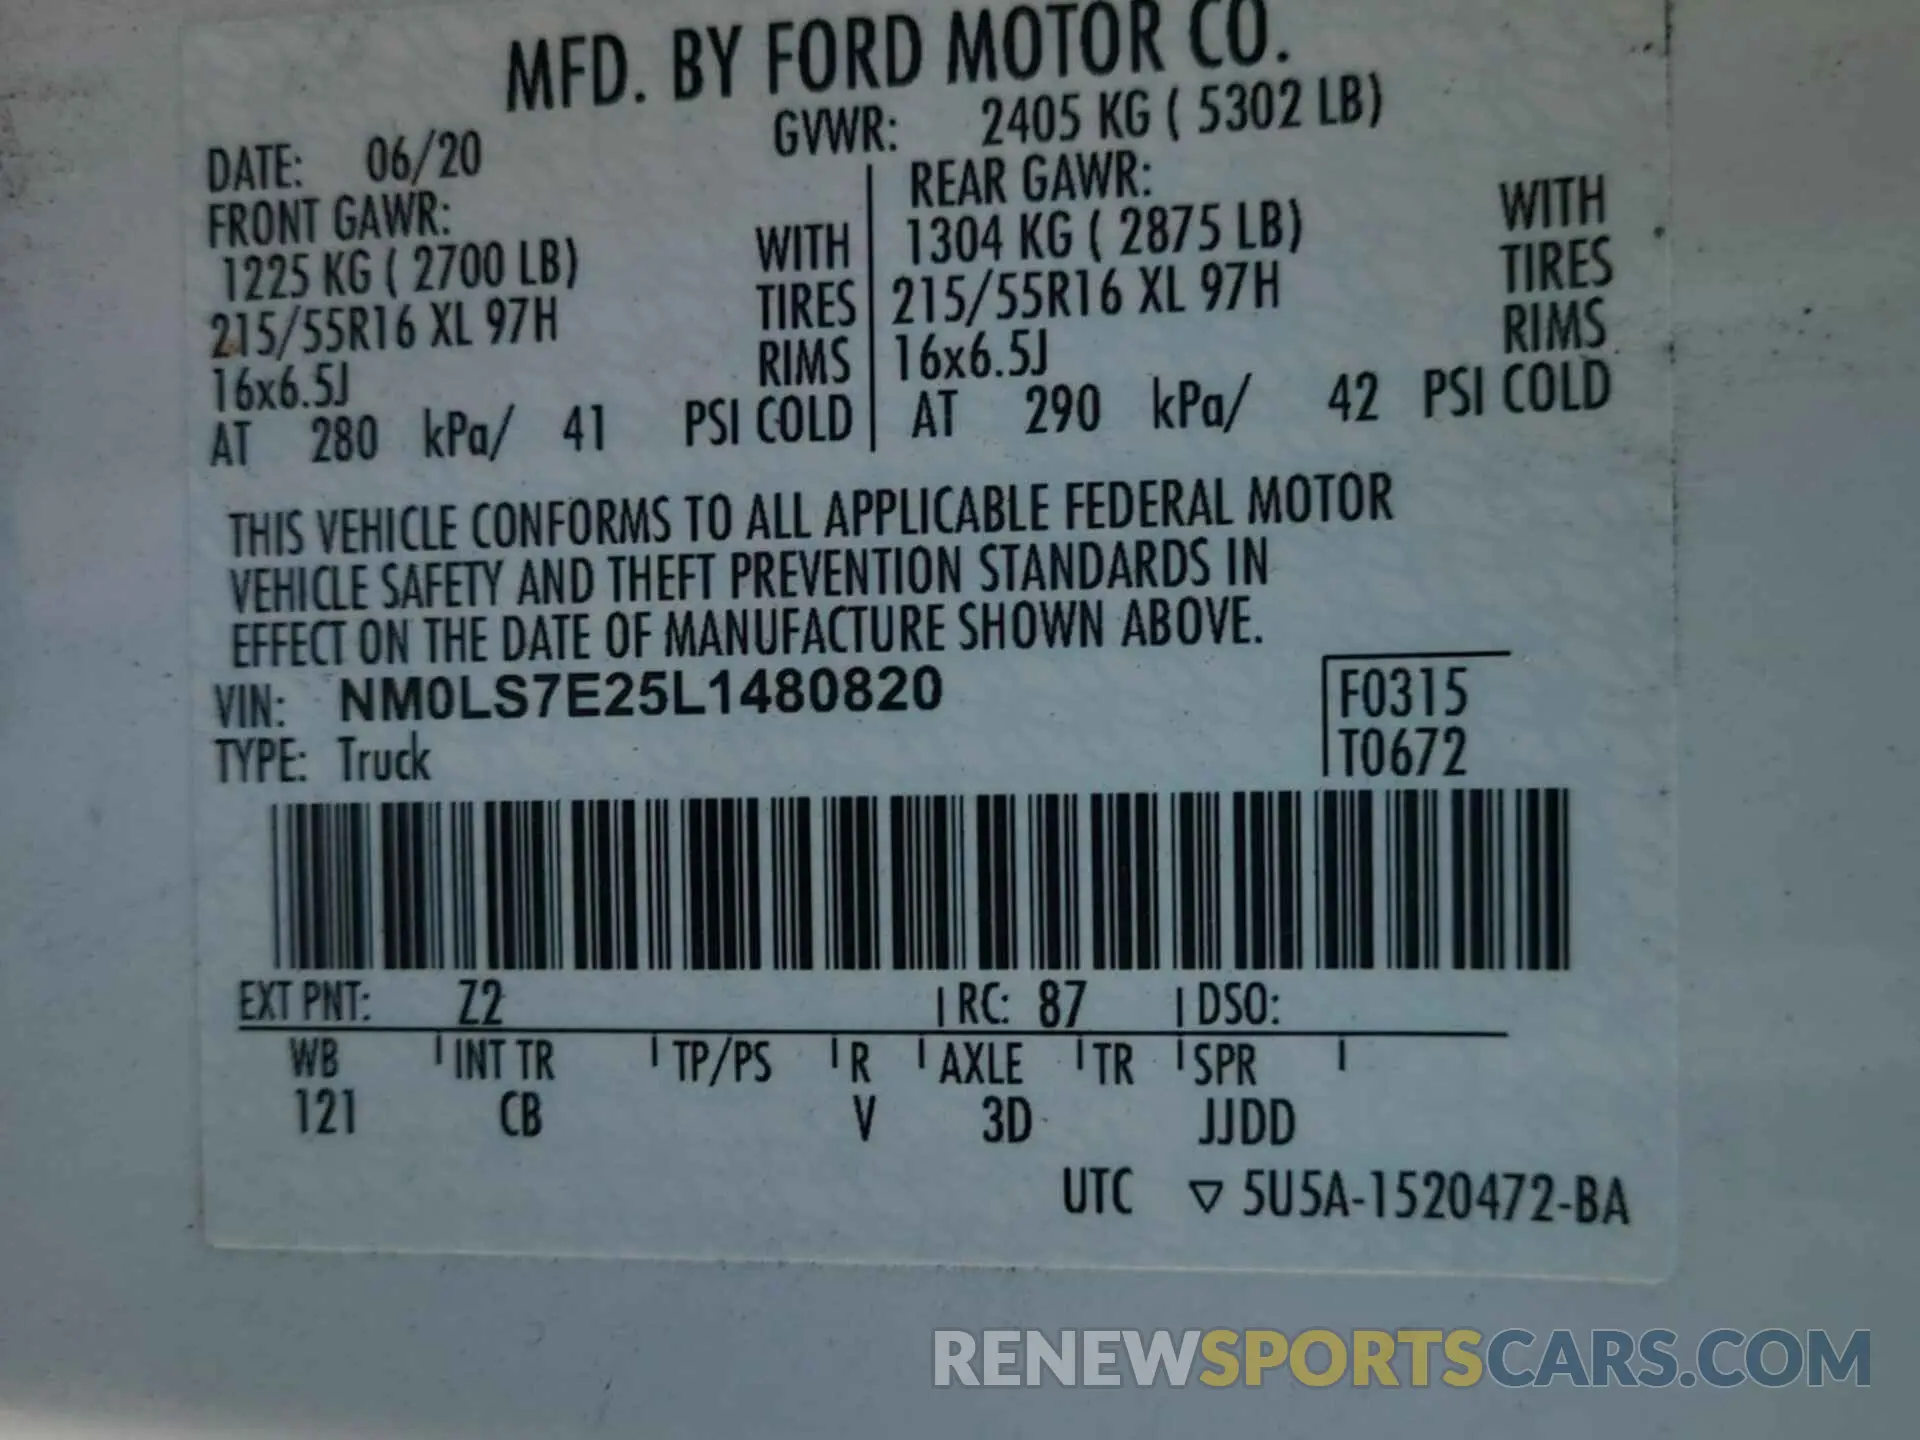 MFD. BY FORD MOTOR CO.
DATE: 06/20 GVWR: 2405 KG ( 5302 LB)
FRONT GAWR: REAR GAWR:
1225 KG ( 2700 LB) WITH 1304 KG ( 2875 LB) WITH
215/55R16 XL 97H TIRES 215/55R16 XL 97H TIRES
16x6.5J RIMS 16x6.5J RIMS
AT 280 kPa/ 41 PSI COLD AT 290 kPa/ 42 PSI COLD
THIS VEHICLE CONFORMS TO ALL APPLICABLE FEDERAL MOTOR
VEHICLE SAFETY AND THEFT PREVENTION STANDARDS IN
EFFECT ON THE DATE OF MANUFACTURE SHOWN ABOVE.
VIN: NM0LS7E25L1480820 F0315
TYPE: Truck T0672
EXT PNT: Z2 RC: 87 DSO:
WB INT TR TP/PS R AXLE TR SPR
121 CB V 3D JJDD
UTC ▽ 5U5A-1520472-BA
RENEWSPORTSCARS.COM